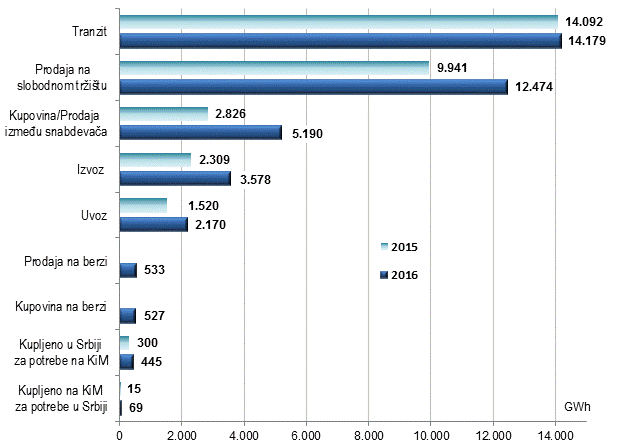 Tranzit
14.092
14.179
Prodaja na
slobodnom tržištu
9.941
12.474
Kupovina/Prodaja
između snabdevača
2.826
5.190
Izvoz
2.309
3.578
Uvoz
1.520
2.170
Prodaja na berzi
533
2015
2016
Kupovina na berzi
527
Kupljeno u Srbiji
za potrebe na KiM
300
445
Kupljeno na KiM
za potrebe u Srbiji
15
69
GWh
0 2.000 4.000 6.000 8.000 10.000 12.000 14.000